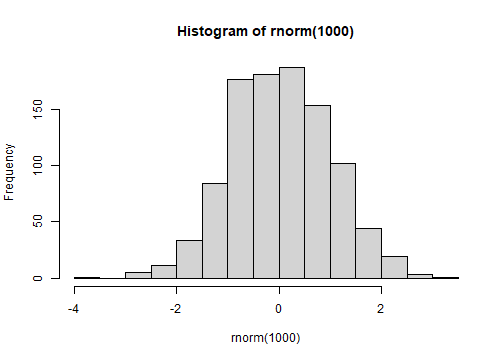 Histogram of rnorm(1000)
Frequency
150
100
50
0
-4 -2 0 2
rnorm(1000)